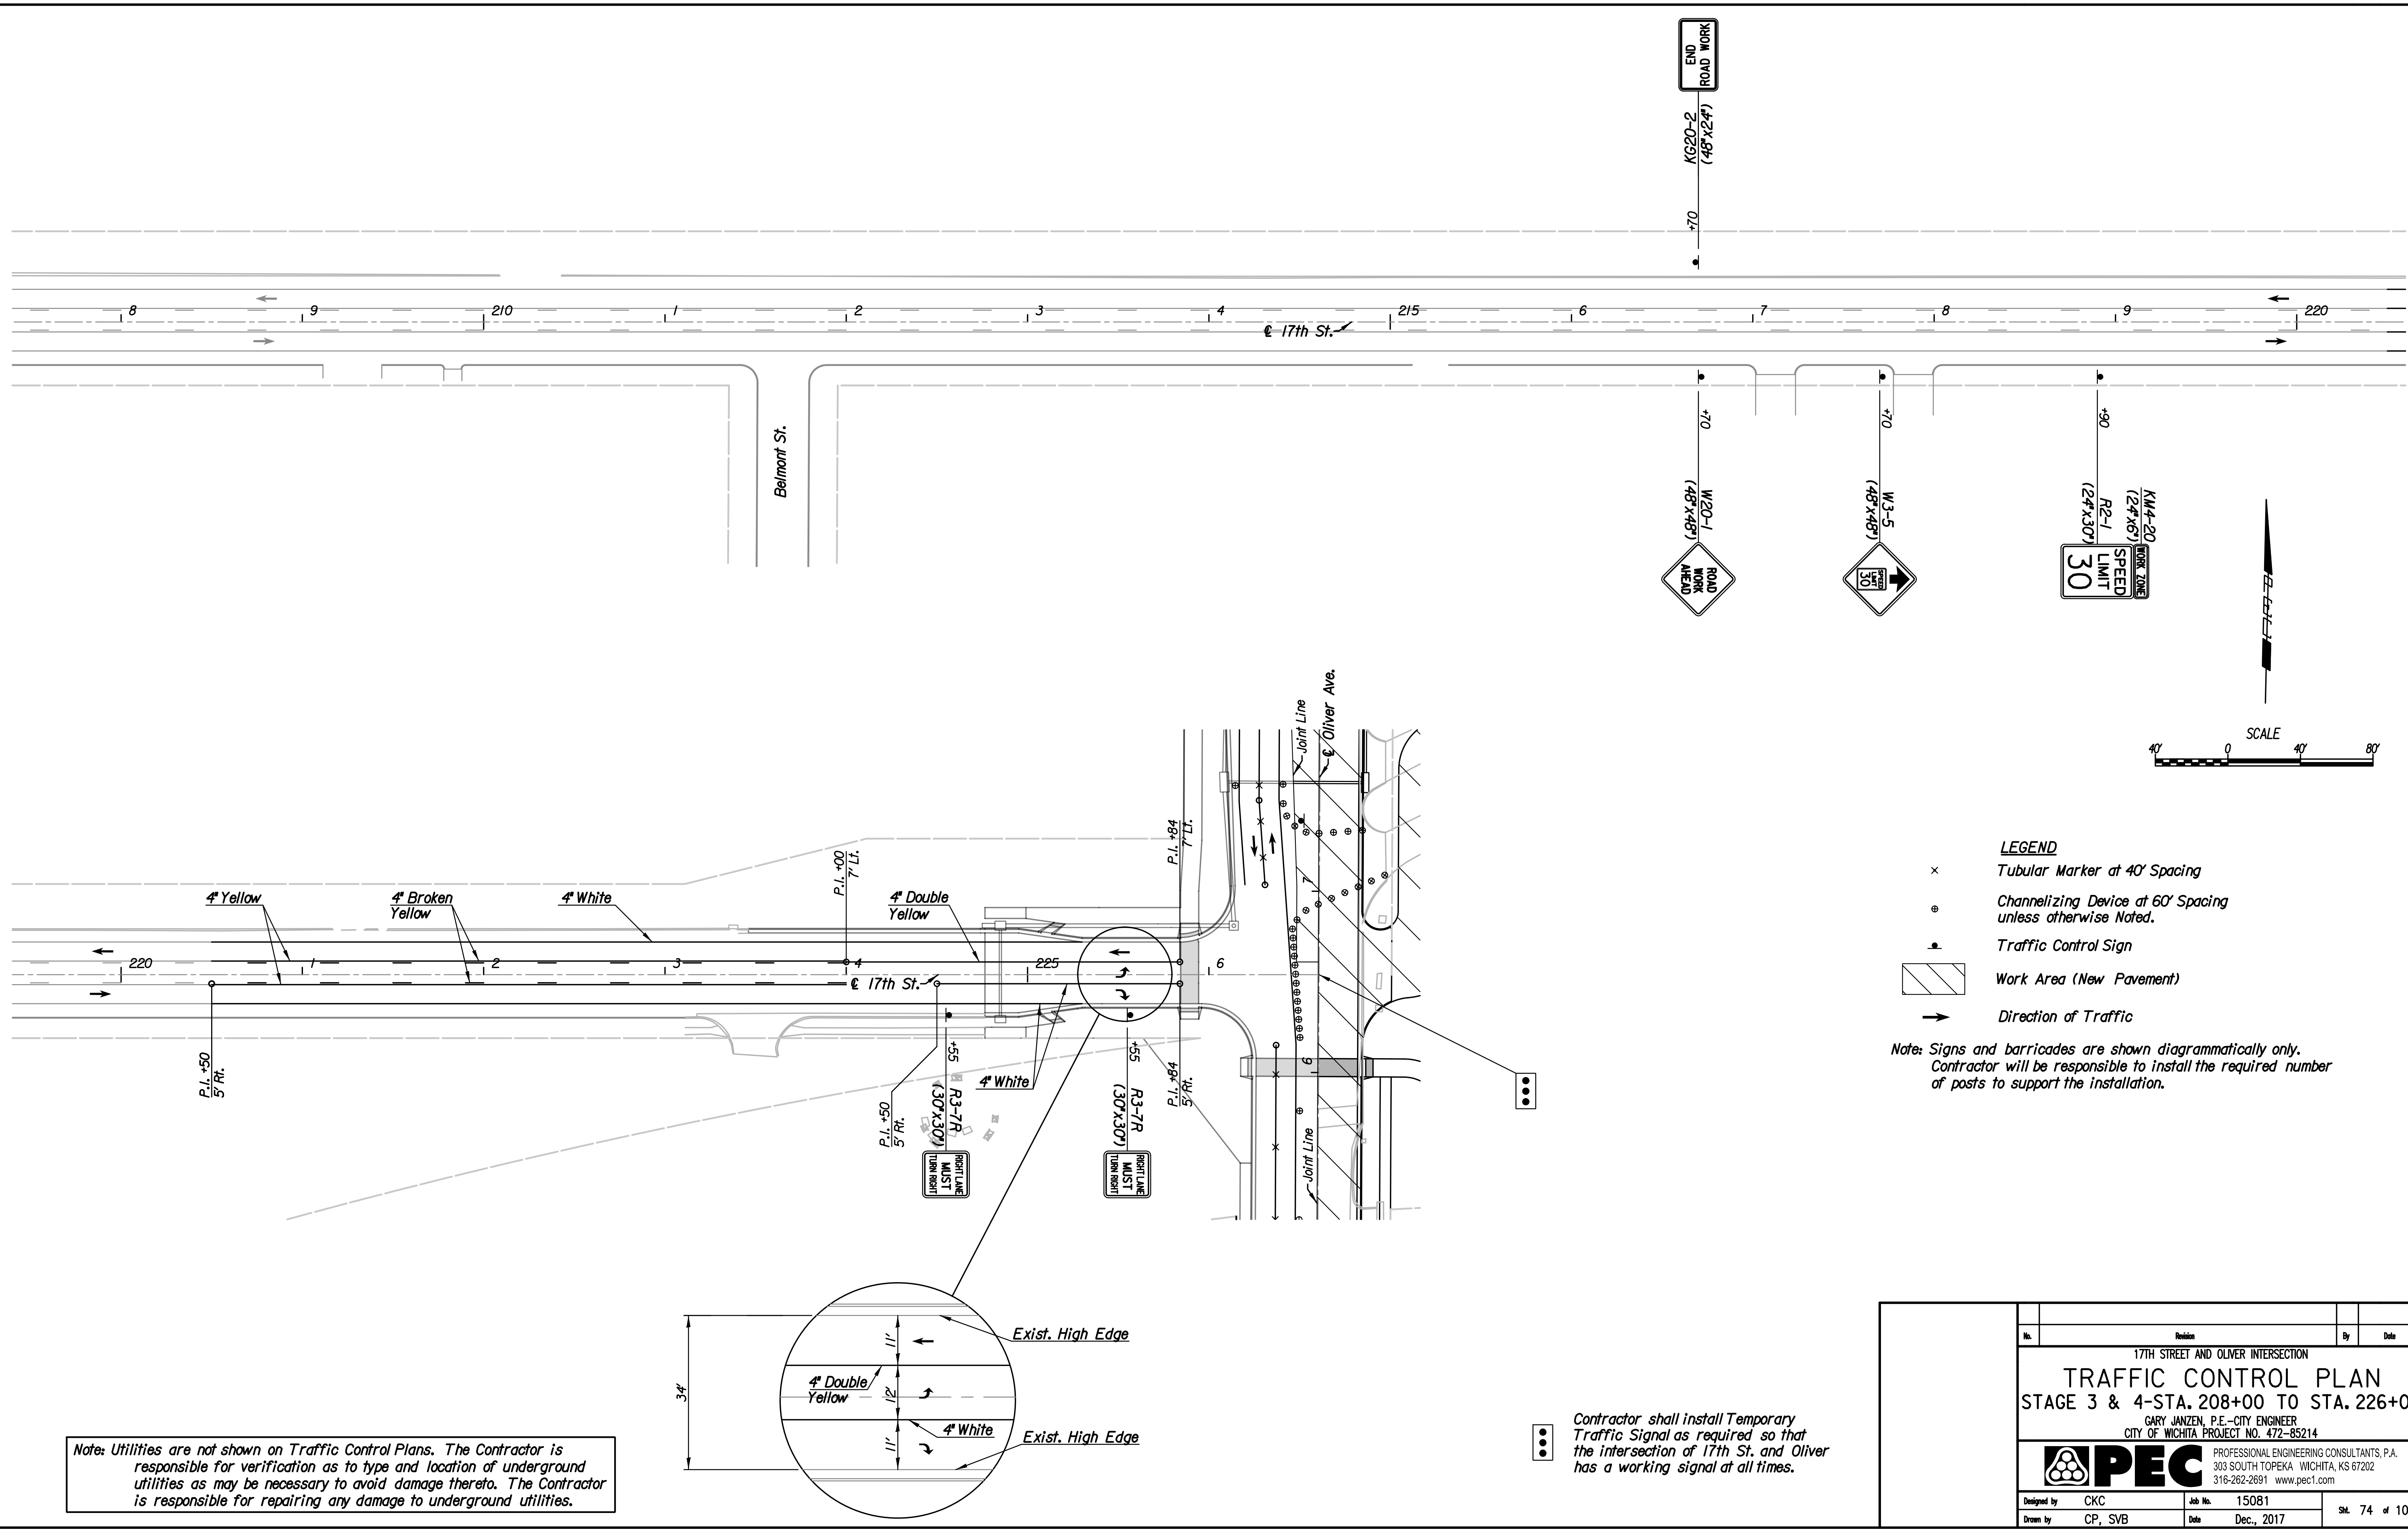 END
ROAD WORK
KG20-2
(48"x24")
+70
8
9
210
1
2
3
4
215
6
7
8
9
220
℄ 17th St.
Belmont St.
+70
+70
+90
W20-1
(48"x48")
W3-5
(48"x48")
R2-1
(24"x30")
KM4-20
(24"x6")
ROAD
WORK
AHEAD
SPEED
LIMIT
30
WORK ZONE
SPEED
LIMIT
30
SCALE
40'
0
40'
80'
Joint Line
℄ Oliver Ave.
P.I. +00
7' Lt.
P.I. +84
7' Lt.
4" Yellow
4" Broken
Yellow
4" White
4" Double
Yellow
7
220
1
2
3
4
225
6
℄ 17th St.
P.I. +50
5' Rt.
P.I. +50
5' Rt.
+55
R3-7R
(30"x30")
4" White
+55
R3-7R
(30"x30")
P.I. +84
5' Rt.
6
Joint Line
RIGHT LANE
MUST
TURN RIGHT
RIGHT LANE
MUST
TURN RIGHT
LEGEND
Tubular Marker at 40' Spacing
Channelizing Device at 60' Spacing
unless otherwise Noted.
Traffic Control Sign
Work Area (New Pavement)
Direction of Traffic
Note: Signs and barricades are shown diagrammatically only.
Contractor will be responsible to install the required number
of posts to support the installation.
Exist. High Edge
11'
4" Double
Yellow
12'
34'
4" White
11'
Exist. High Edge
Note: Utilities are not shown on Traffic Control Plans. The Contractor is
responsible for verification as to type and location of underground
utilities as may be necessary to avoid damage thereto. The Contractor
is responsible for repairing any damage to underground utilities.
Contractor shall install Temporary
Traffic Signal as required so that
the intersection of 17th St. and Oliver
has a working signal at all times.
No. Revision By Date
17TH STREET AND OLIVER INTERSECTION
TRAFFIC CONTROL PLAN
STAGE 3 & 4-STA. 208+00 TO STA. 226+0
GARY JANZEN, P.E.-CITY ENGINEER
CITY OF WICHITA PROJECT NO. 472-85214
PEC
PROFESSIONAL ENGINEERING CONSULTANTS, P.A.
303 SOUTH TOPEKA WICHITA, KS 67202
316-262-2691 www.pec1.com
Designed by CKC Job No. 15081
Sht. 74 of 10
Drawn by CP, SVB Date Dec., 2017